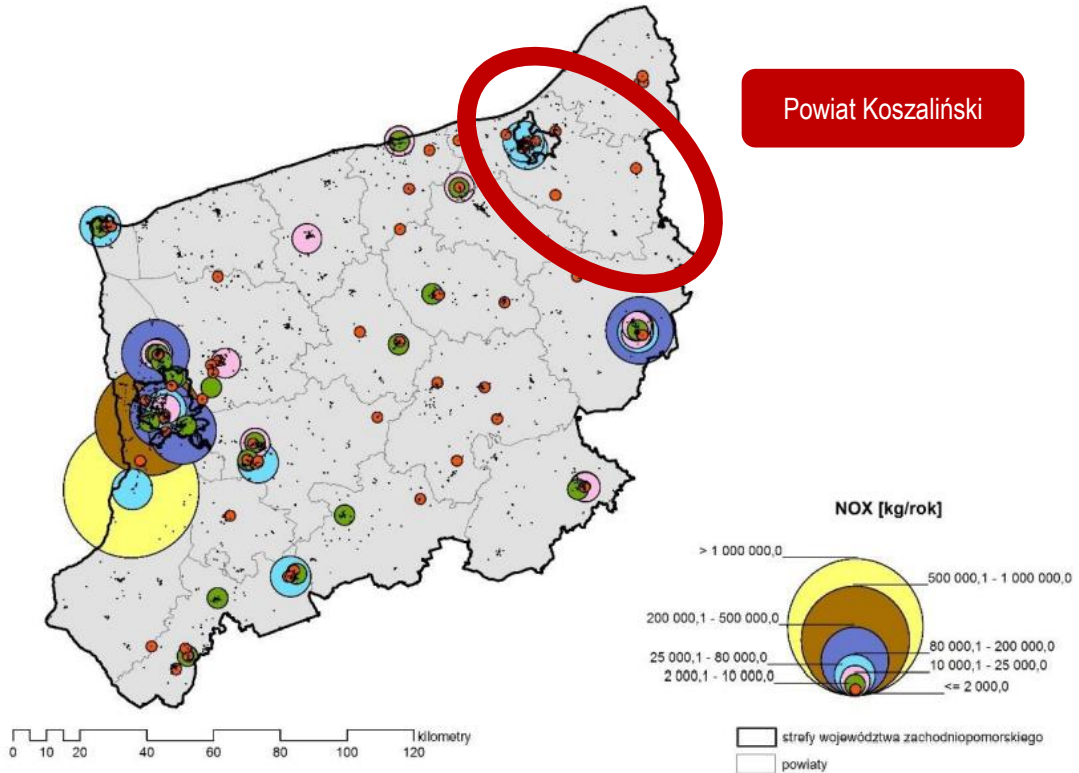 Powiat Koszaliński
NOX [kg/rok]
> 1 000 000,0
500 000,1 - 1 000 000,0
200 000,1 - 500 000,0
80 000,1 - 200 000,0
25 000,1 - 80 000,0
10 000,1 - 25 000,0
2 000,1 - 10 000,0
<= 2 000,0
kilometry
0 10 20 40 60 80 100 120
strefy województwa zachodniopomorskiego
powiaty